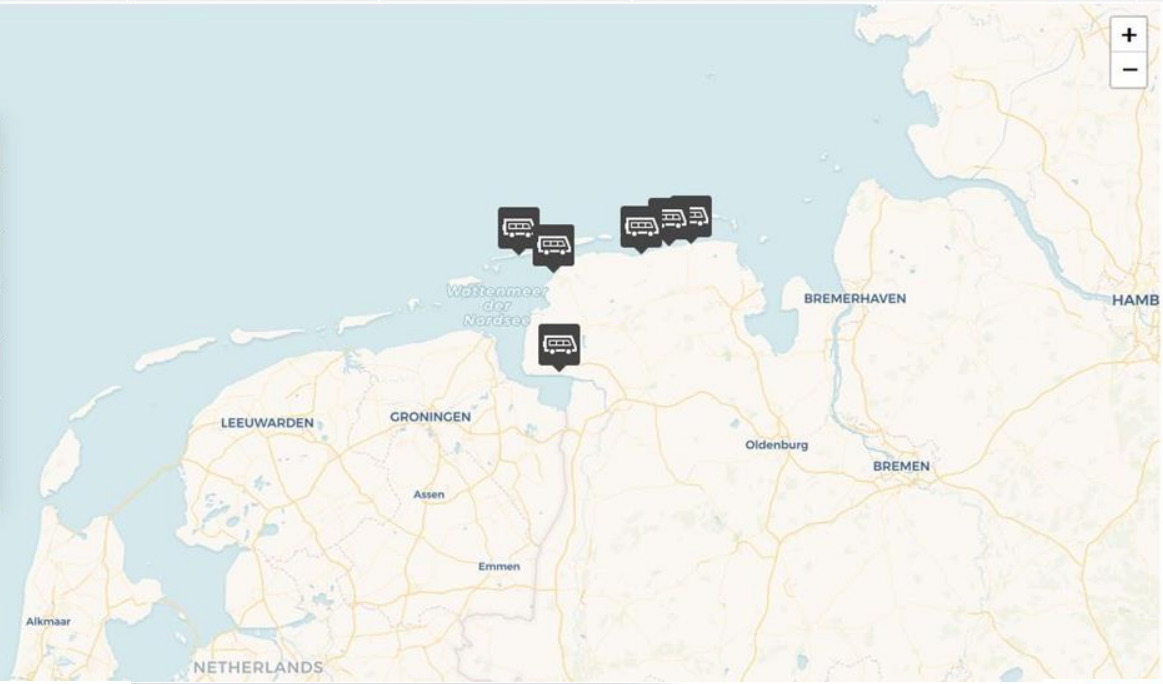 +
−
Wattenmeer
der
Nordsee
BREMERHAVEN
HAMB
LEEUWARDEN
GRONINGEN
Oldenburg
BREMEN
Assen
Emmen
Alkmaar
NETHERLANDS